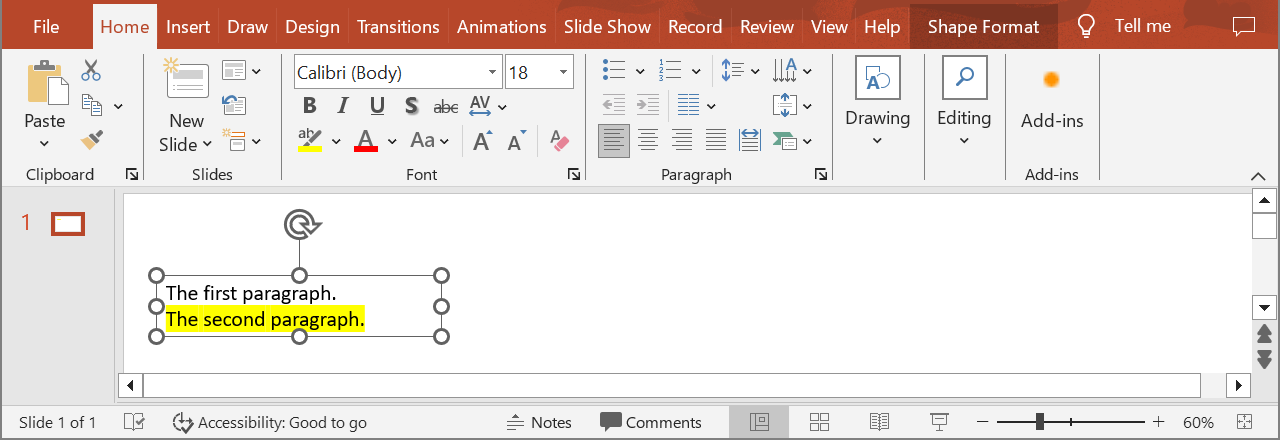 File Home Insert Draw Design Transitions Animations Slide Show Record Review View Help Shape Format Tell me
Calibri (Body) 18
B I U S abc AV
ab A Aa A A A
Paste
New
Slide
Drawing
Editing
Add-ins
Clipboard Slides Font Paragraph Add-ins
1
The first paragraph.
The second paragraph.
Slide 1 of 1 Accessibility: Good to go Notes Comments 60%